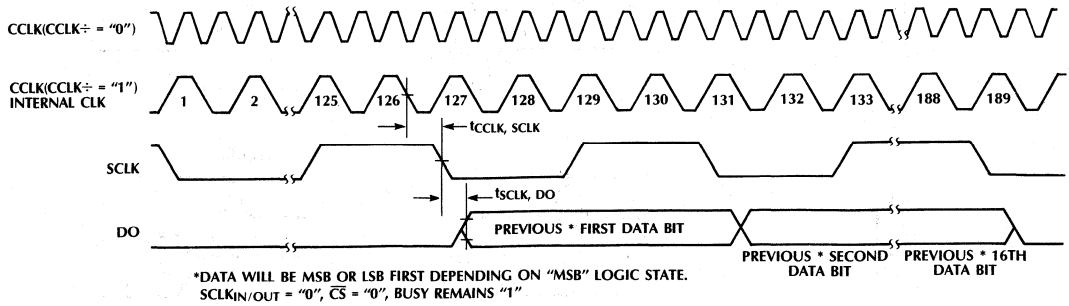 CCLK(CCLK÷ = “0”)
CCLK(CCLK÷ = “1”)
INTERNAL CLK
1 2 125 126 127 128 129 130 131 132 133 188 189
tCCLK, SCLK
SCLK
tSCLK, DO
DO
PREVIOUS * FIRST DATA BIT
PREVIOUS * SECOND
DATA BIT
PREVIOUS * 16TH
DATA BIT
*DATA WILL BE MSB OR LSB FIRST DEPENDING ON “MSB” LOGIC STATE.
SCLKIN/OUT = “0”, C̅S̅ = “0”, BUSY REMAINS “1”